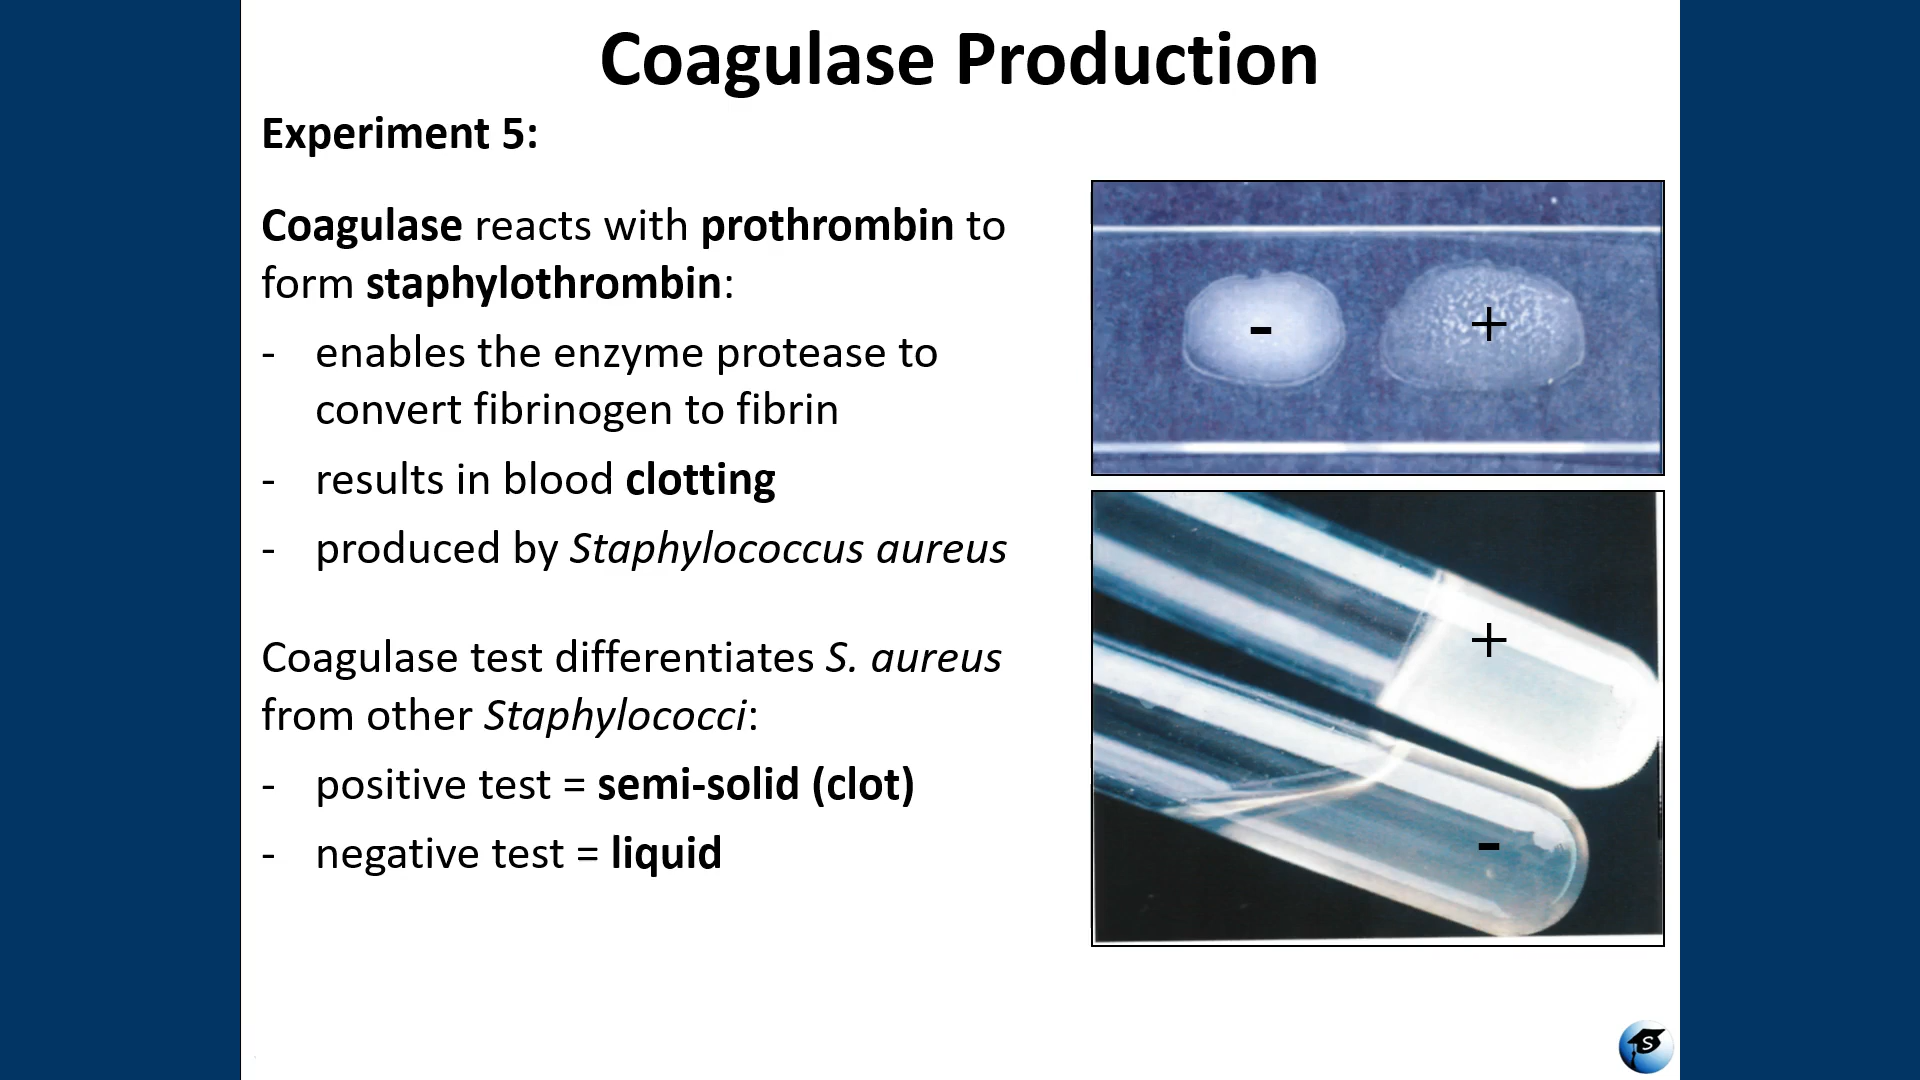 Coagulase Production
Experiment 5:
Coagulase reacts with prothrombin to
form staphylothrombin:
- enables the enzyme protease to
convert fibrinogen to fibrin
- results in blood clotting
- produced by Staphylococcus aureus
Coagulase test differentiates S. aureus
from other Staphylococci:
- positive test = semi-solid (clot)
- negative test = liquid
- +
+
-
S